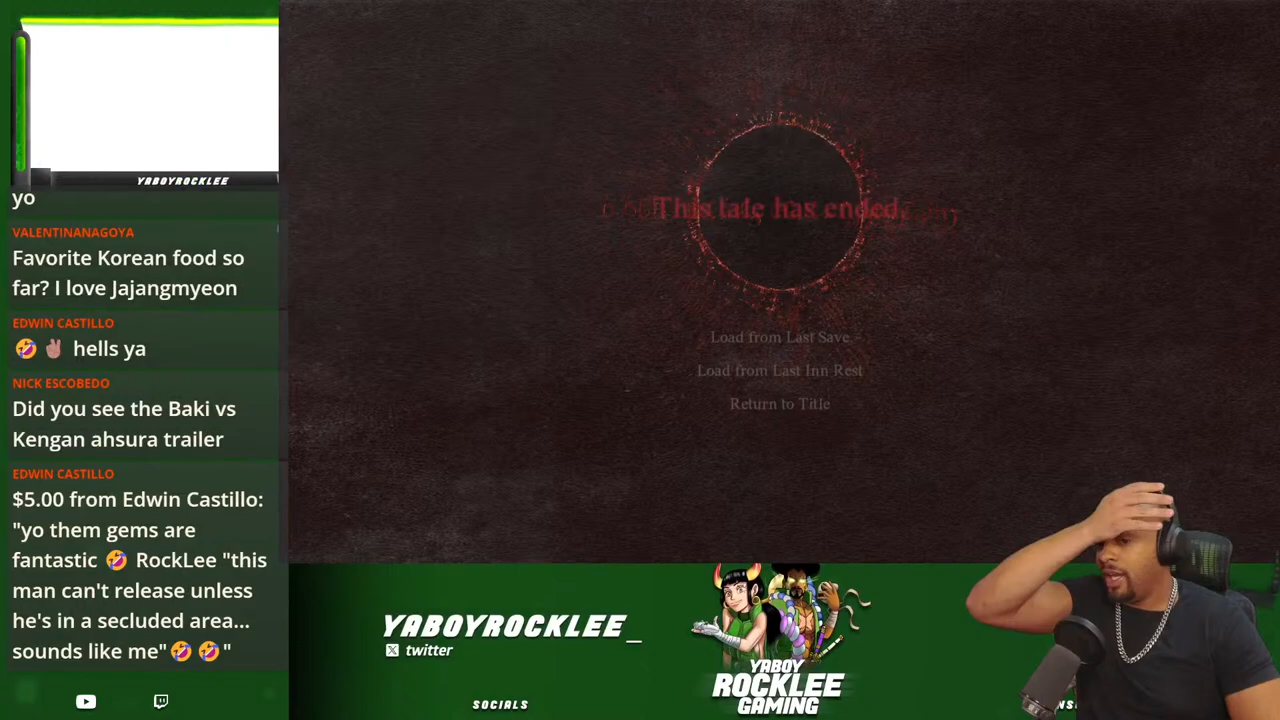 YABOYROCKLEE
yo
VALENTINANAGOYA
Favorite Korean food so
far? I love Jajangmyeon
EDWIN CASTILLO
🤣 ✌🏽 hells ya
NICK ESCOBEDO
Did you see the Baki vs
Kengan ahsura trailer
EDWIN CASTILLO
$5.00 from Edwin Castillo:
"yo them gems are
fantastic 🤣 RockLee "this
man can't release unless
he's in a secluded area...
sounds like me"🤣 🤣 "
This tale has ended.
Load from Last Save
Load from Last Inn Rest
Return to Title
YABOYROCKLEE_
twitter
SOCIALS
YABOY
ROCKLEE
GAMING